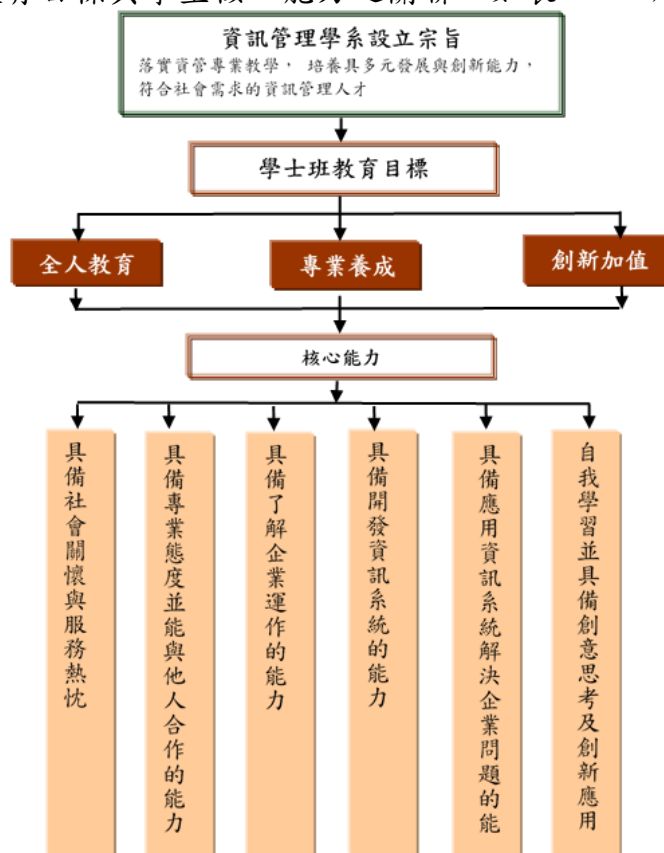 資訊管理學系設立宗旨
落實資管專業教學， 培養具多元發展與創新能力，
符合社會需求的資訊管理人才
學士班教育目標
全人教育
專業養成
創新加值
核心能力
具備社會關懷與服務熱忱
具備專業態度並能與他人合作的能力
具備了解企業運作的能力
具備開發資訊系統的能力
具備應用資訊系統解決企業問題的能
自我學習並具備創意思考及創新應用